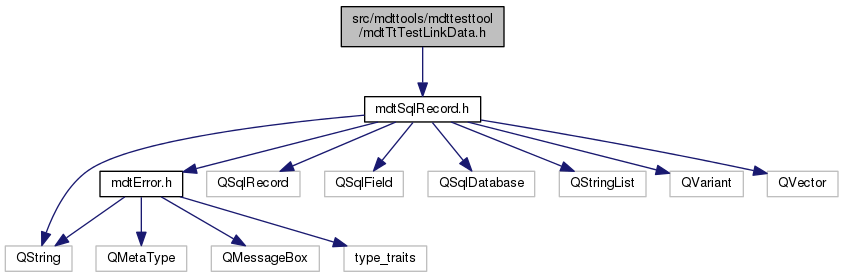 src/mdttools/mdttesttool
/mdtTtTestLinkData.h
mdtSqlRecord.h
mdtError.h
QSqlRecord
QSqlField
QSqlDatabase
QStringList
QVariant
QVector
QString
QMetaType
QMessageBox
type_traits